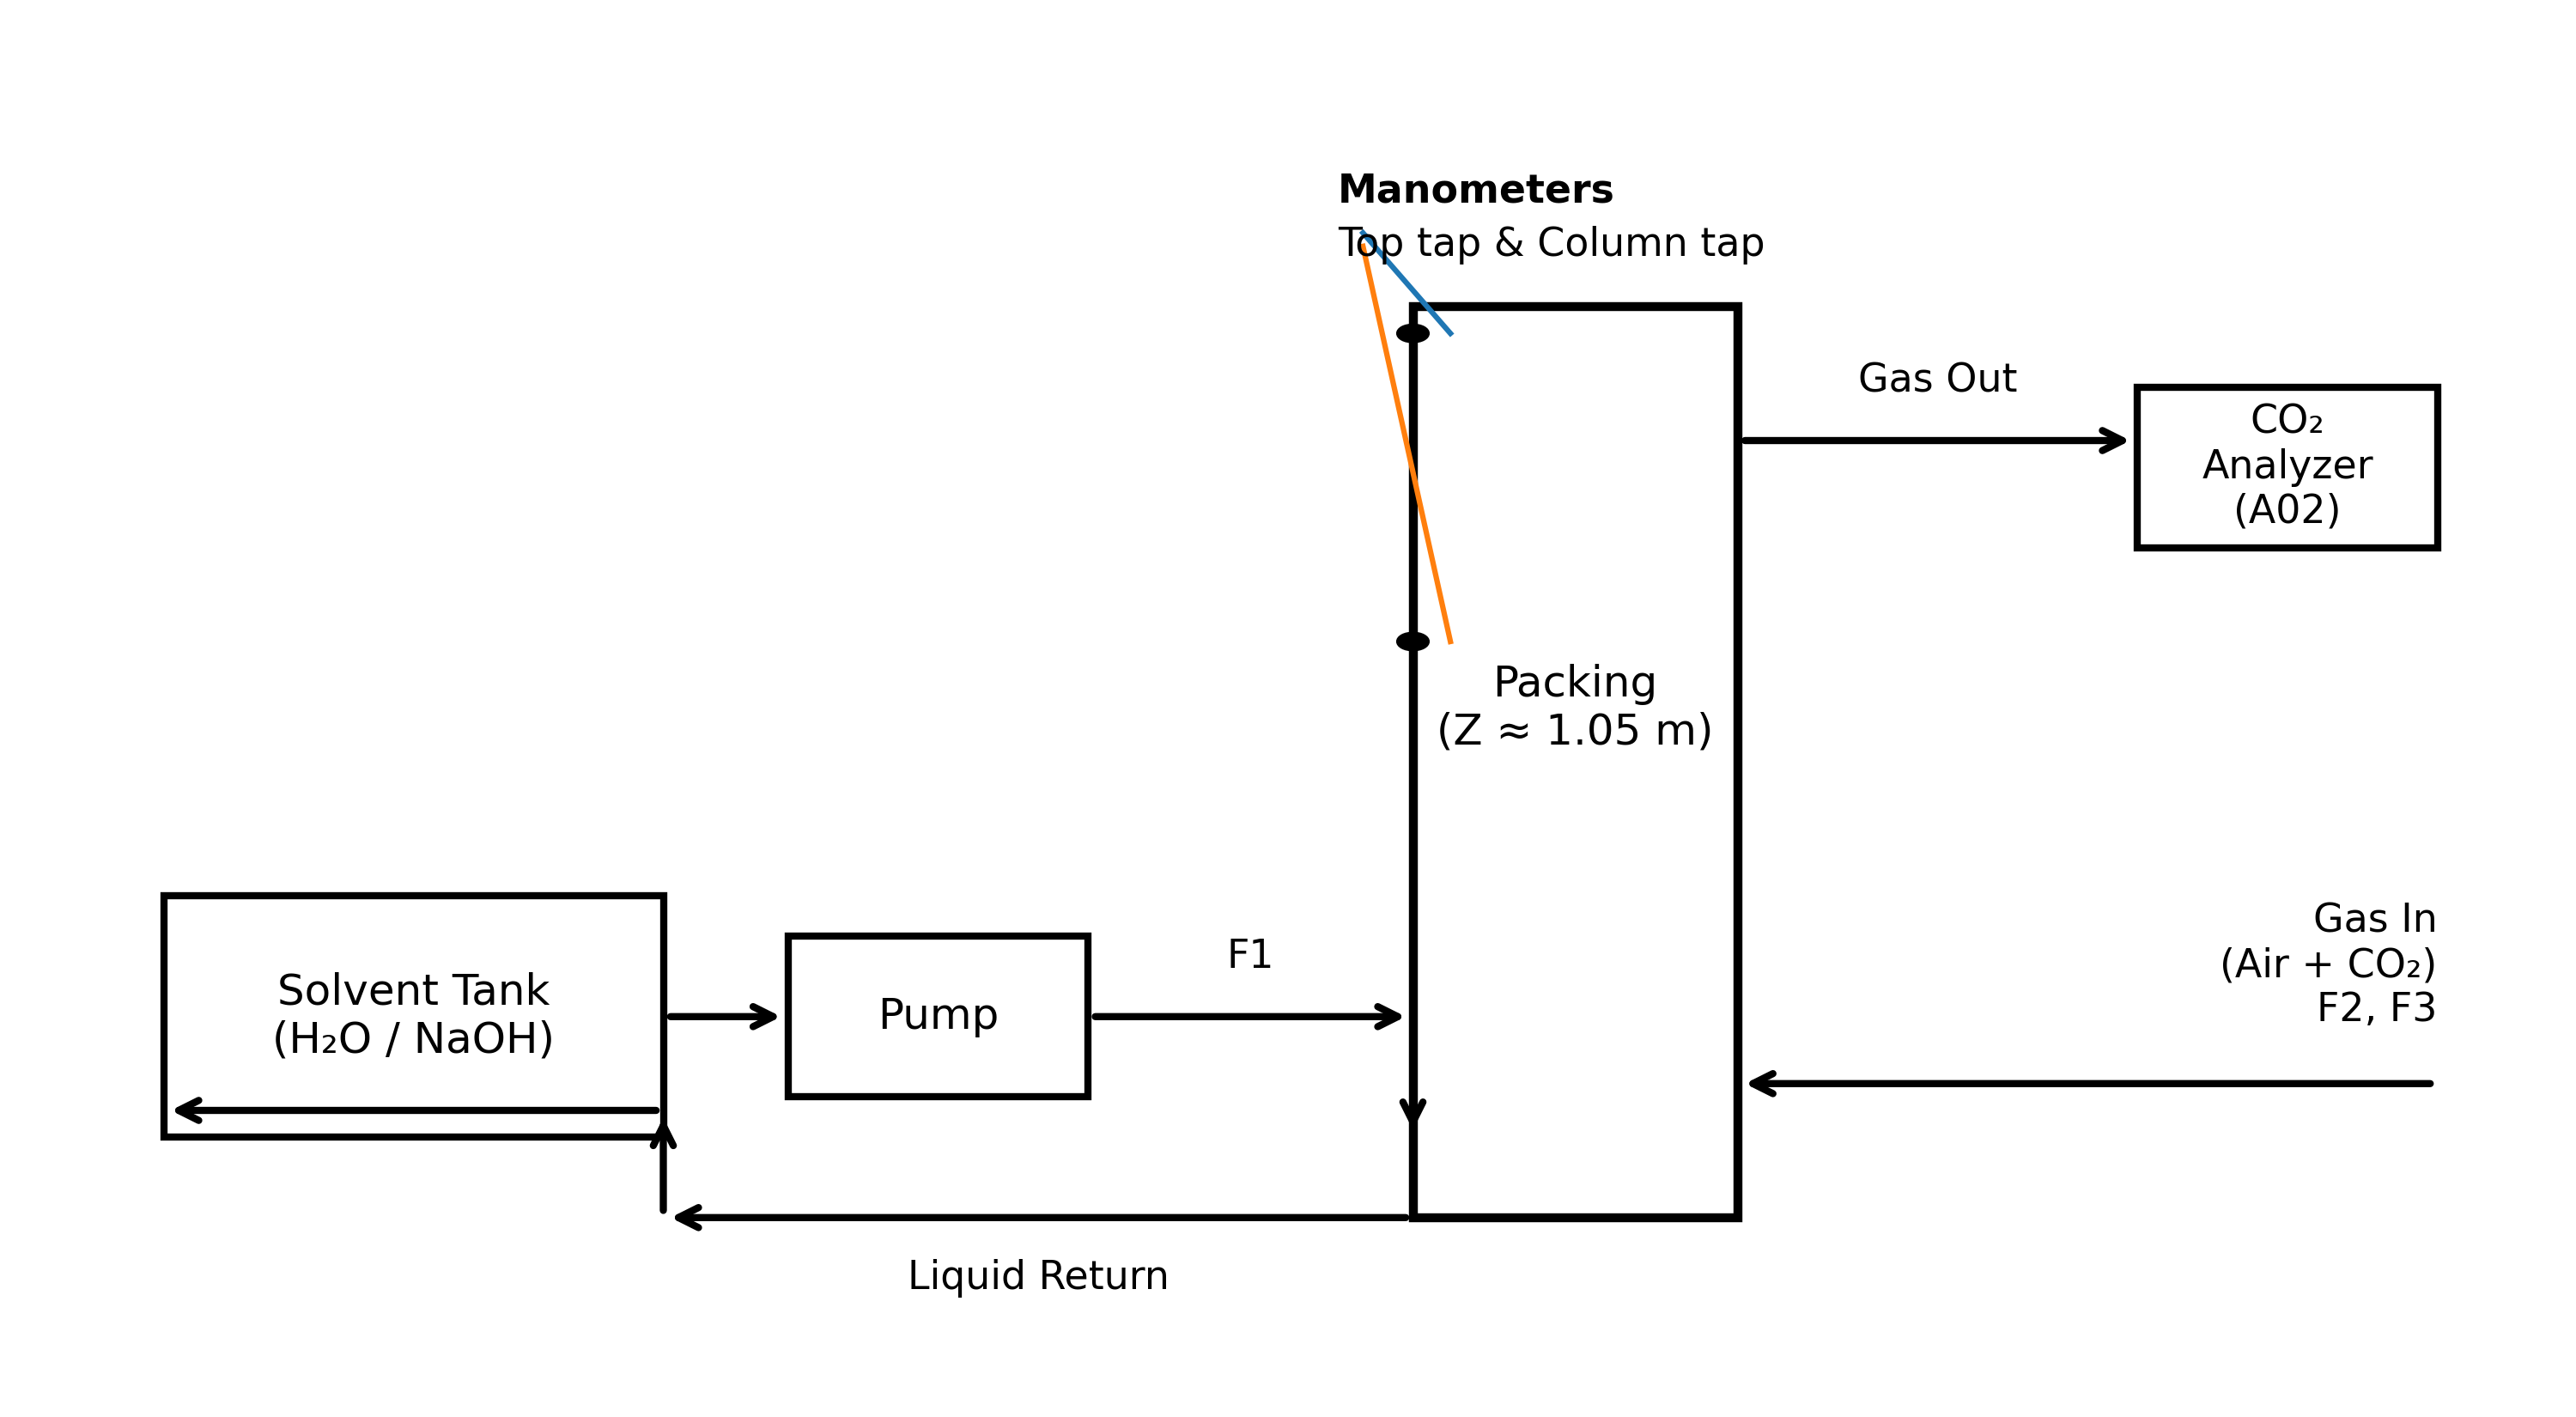 Manometers
Top tap & Column tap
Gas Out
CO₂
Analyzer
(A02)
Packing
(Z ≈ 1.05 m)
Gas In
(Air + CO₂)
F2, F3
Solvent Tank
(H₂O / NaOH)
Pump
F1
Liquid Return